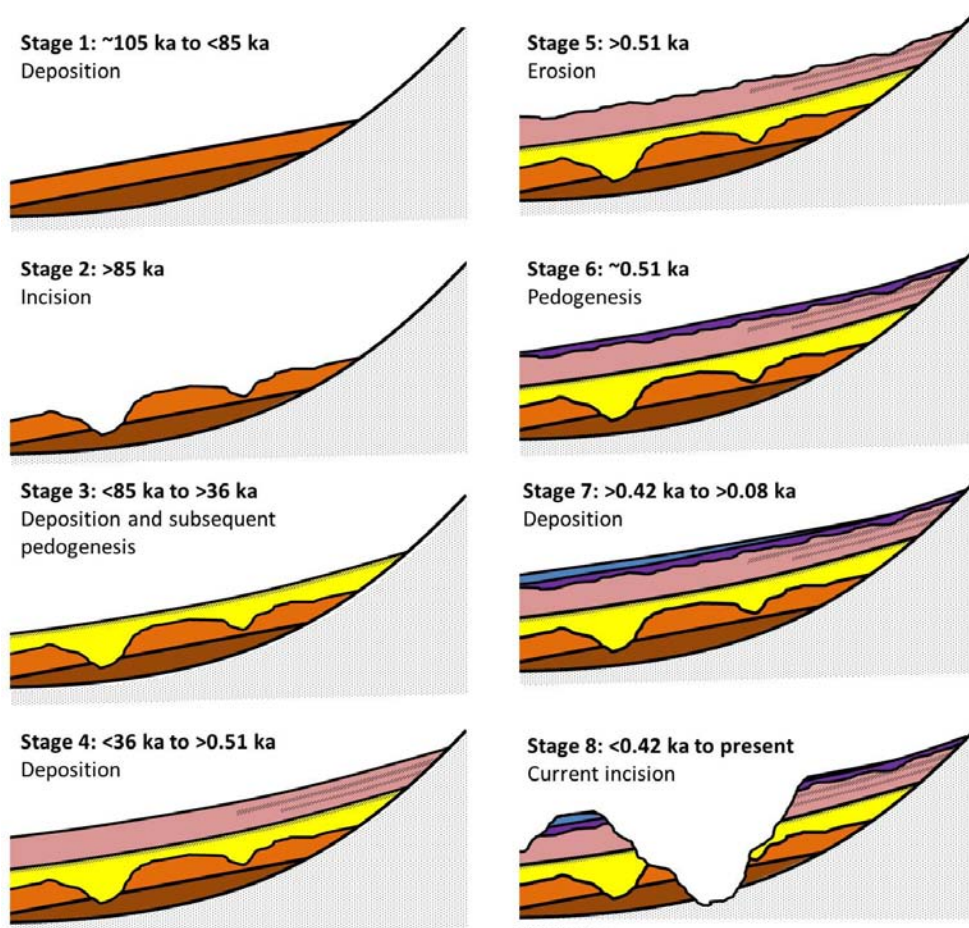 Stage 1: ~105 ka to <85 ka
Deposition
Stage 2: >85 ka
Incision
Stage 3: <85 ka to >36 ka
Deposition and subsequent
pedogenesis
Stage 4: <36 ka to >0.51 ka
Deposition
Stage 5: >0.51 ka
Erosion
Stage 6: ~0.51 ka
Pedogenesis
Stage 7: >0.42 ka to >0.08 ka
Deposition
Stage 8: <0.42 ka to present
Current incision